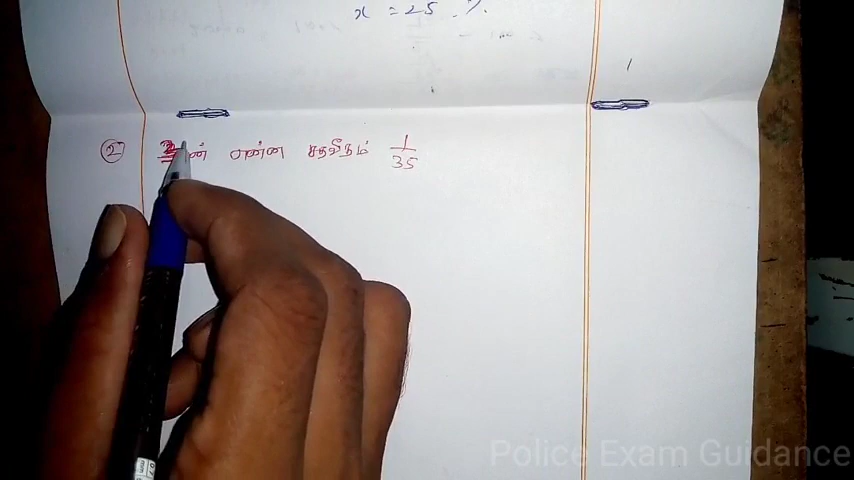 x = 25 %
② ன் என்ன சதவீதம் 1/35
Police Exam Guidance